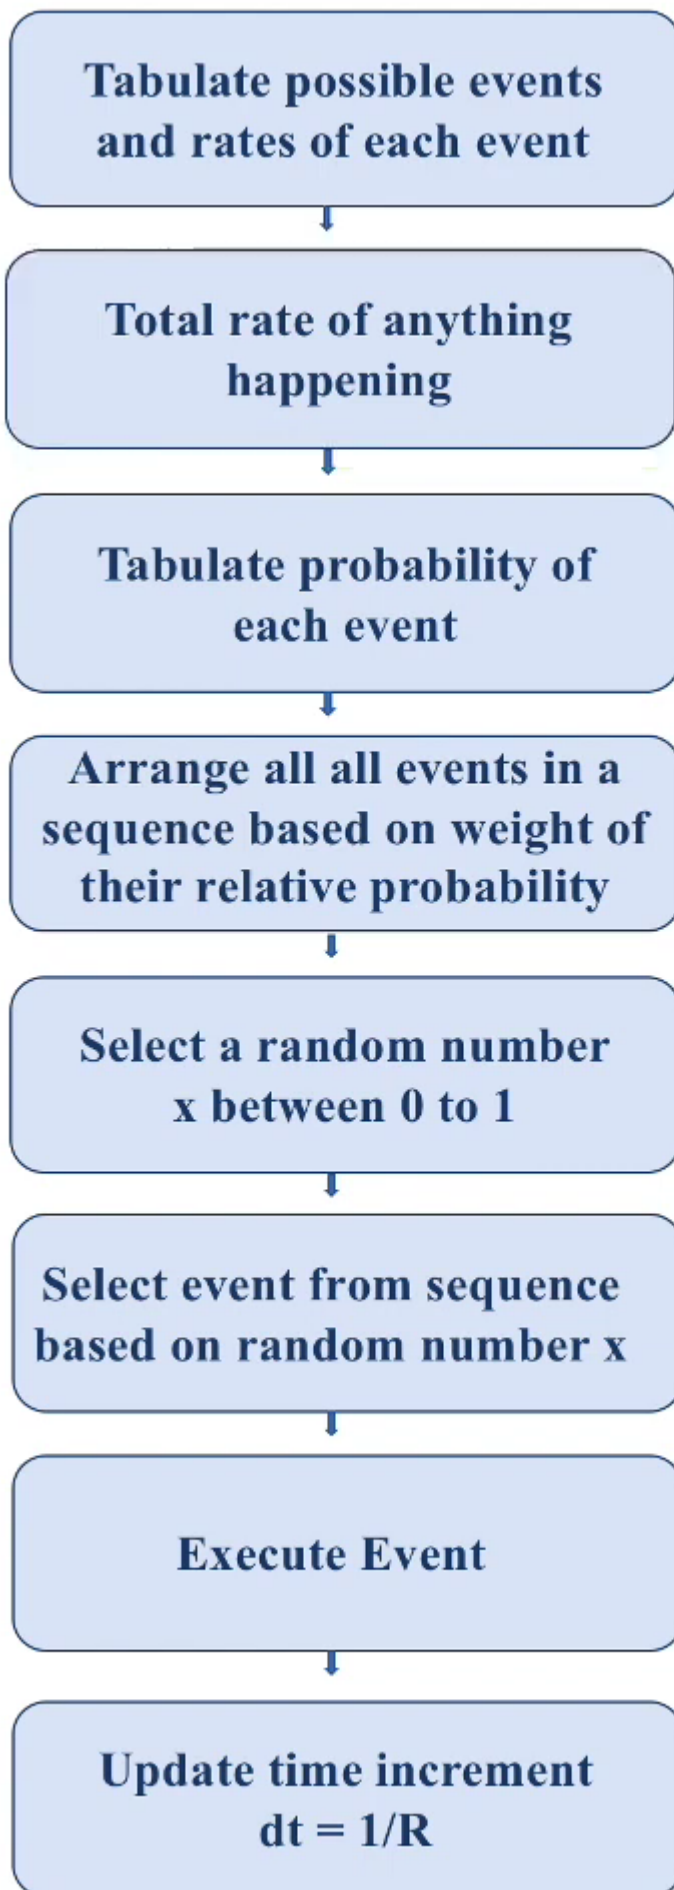 Tabulate possible events
and rates of each event
Total rate of anything
happening
Tabulate probability of
each event
Arrange all all events in a
sequence based on weight of
their relative probability
Select a random number
x between 0 to 1
Select event from sequence
based on random number x
Execute Event
Update time increment
dt = 1/R